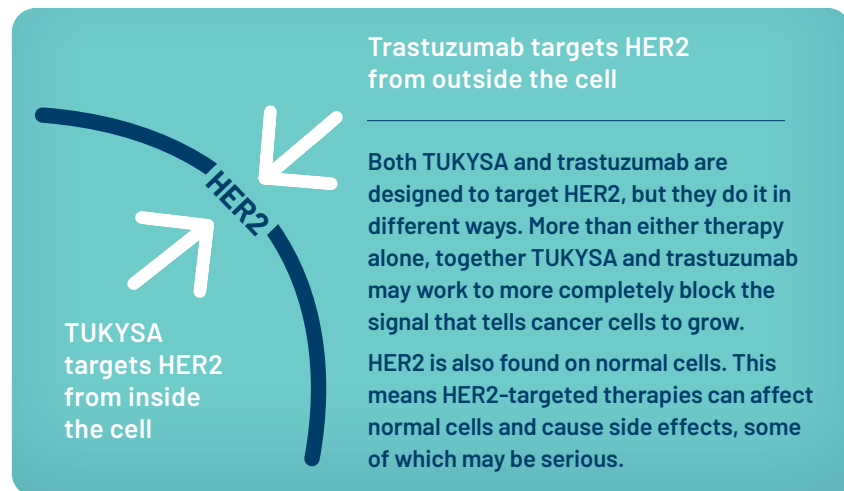 Trastuzumab targets HER2
from outside the cell
HER2
TUKYSA
targets HER2
from inside
the cell
Both TUKYSA and trastuzumab are
designed to target HER2, but they do it in
different ways. More than either therapy
alone, together TUKYSA and trastuzumab
may work to more completely block the
signal that tells cancer cells to grow.
HER2 is also found on normal cells. This
means HER2-targeted therapies can affect
normal cells and cause side effects, some
of which may be serious.